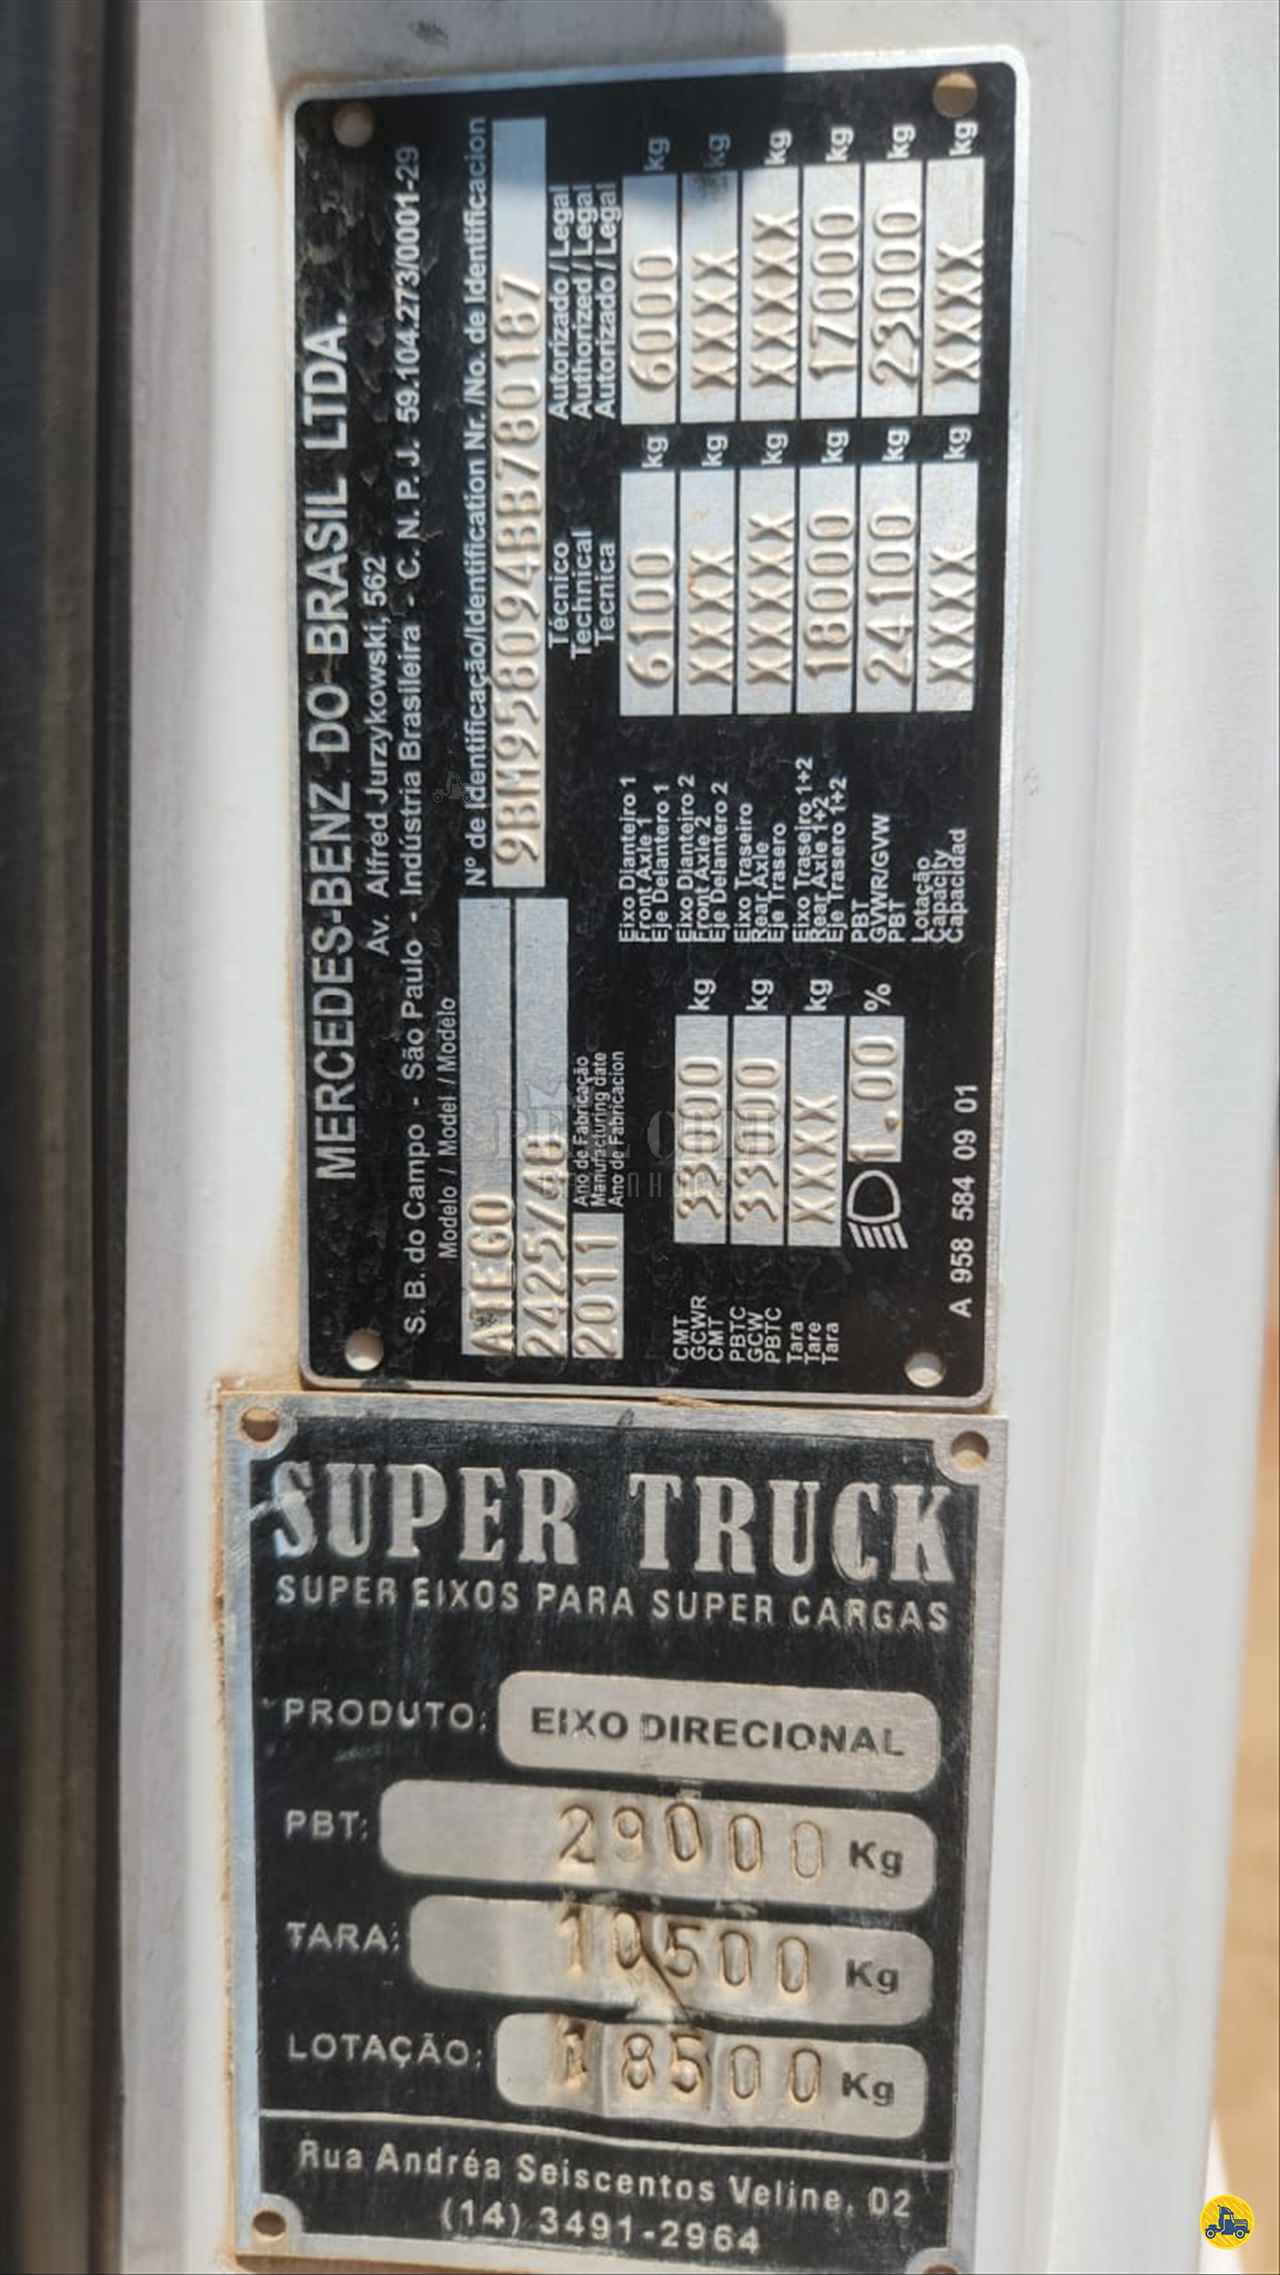 MERCEDES-BENZ DO BRASIL LTDA.
Av. Alfred Jurzykowski, 562
S. B. do Campo - São Paulo - Indústria Brasileira - C. N. P. J. 59.104.273/0001-29
Modelo / Model / Modelo
ATEGO
2425/48
2011
Ano de Fabricação
Manufacturing date
Ano de Fabricacion
Nº de Identificação/Identification Nr./No. de Identificacion
9BM958094BB780187
Técnico
Technical
Tecnica
Autorizado / Legal
Authorized / Legal
Autorizado / Legal
CMT
GCWR
CMT
33000 kg
PBTC
GCW
PBTC
33000 kg
Tara
Tare
Tara
XXXX kg
1.00 %
Eixo Dianteiro 1
Front Axle 1
Eje Delantero 1
6100 kg 6000 kg
Eixo Dianteiro 2
Front Axle 2
Eje Delantero 2
XXXX kg XXXX kg
Eixo Traseiro
Rear Axle
Eje Trasero
XXXXX kg XXXXX kg
Eixo Traseiro 1+2
Rear Axle 1+2
Eje Trasero 1+2
18000 kg 17000 kg
PBT
GVWR/GVW
PBT
24100 kg 23000 kg
Lotação
Capacity
Capacidad
XXXX kg XXXX kg
A 958 584 09 01
SUPER TRUCK
SUPER EIXOS PARA SUPER CARGAS
PRODUTO: EIXO DIRECIONAL
PBT: 29000 Kg
TARA: 10500 Kg
LOTAÇÃO: 18500 Kg
Rua Andréa Seiscentos Veline, 02
(14) 3491-2964